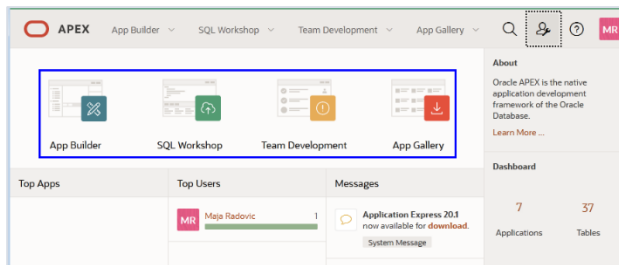 APEX App Builder SQL Workshop Team Development App Gallery MR
App Builder SQL Workshop Team Development App Gallery
About
Oracle APEX is the native
application development
framework of the Oracle
Database.
Learn More ...
Top Apps
Top Users
MR Maja Radovic 1
Messages
Application Express 20.1
now available for download.
System Message
Dashboard
7 37
Applications Tables